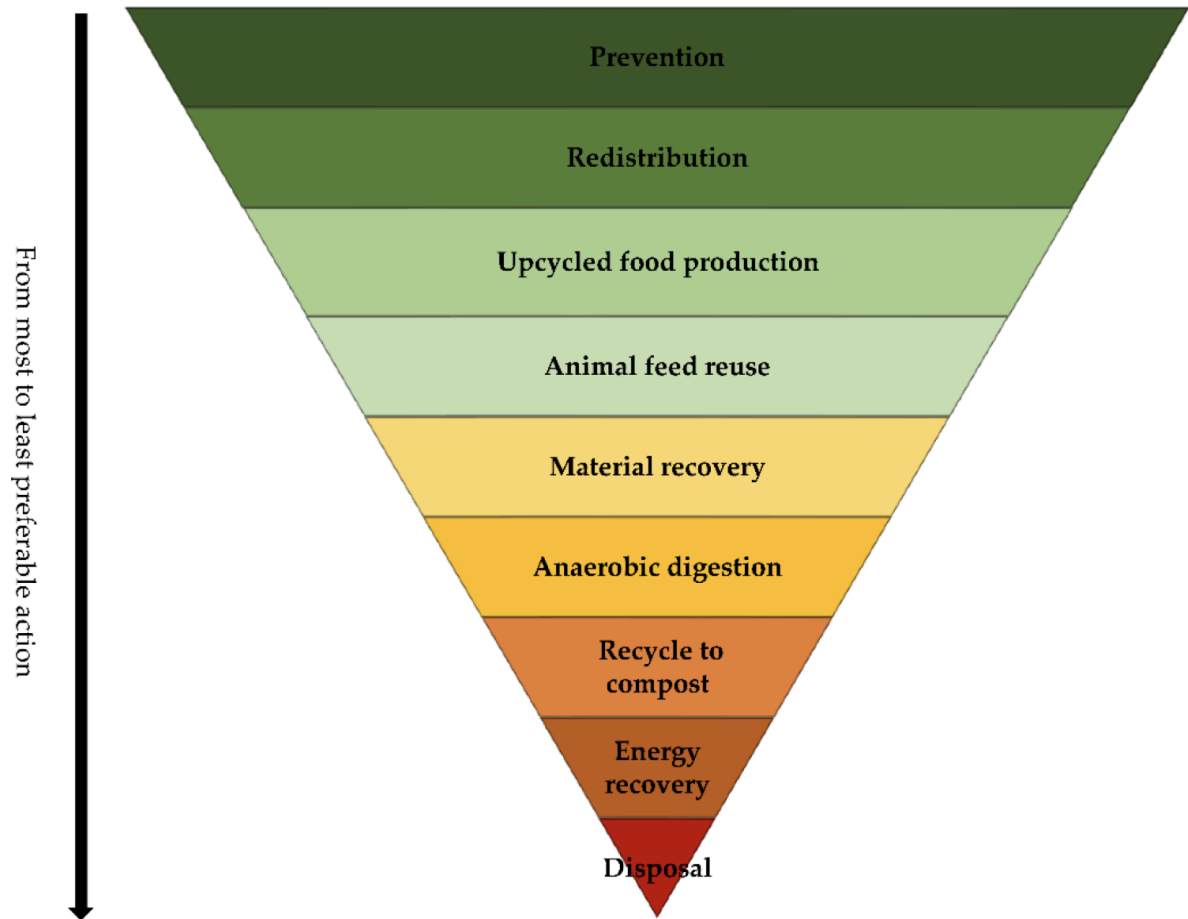 From most to least preferable action
Prevention
Redistribution
Upcycled food production
Animal feed reuse
Material recovery
Anaerobic digestion
Recycle to
compost
Energy
recovery
Disposal